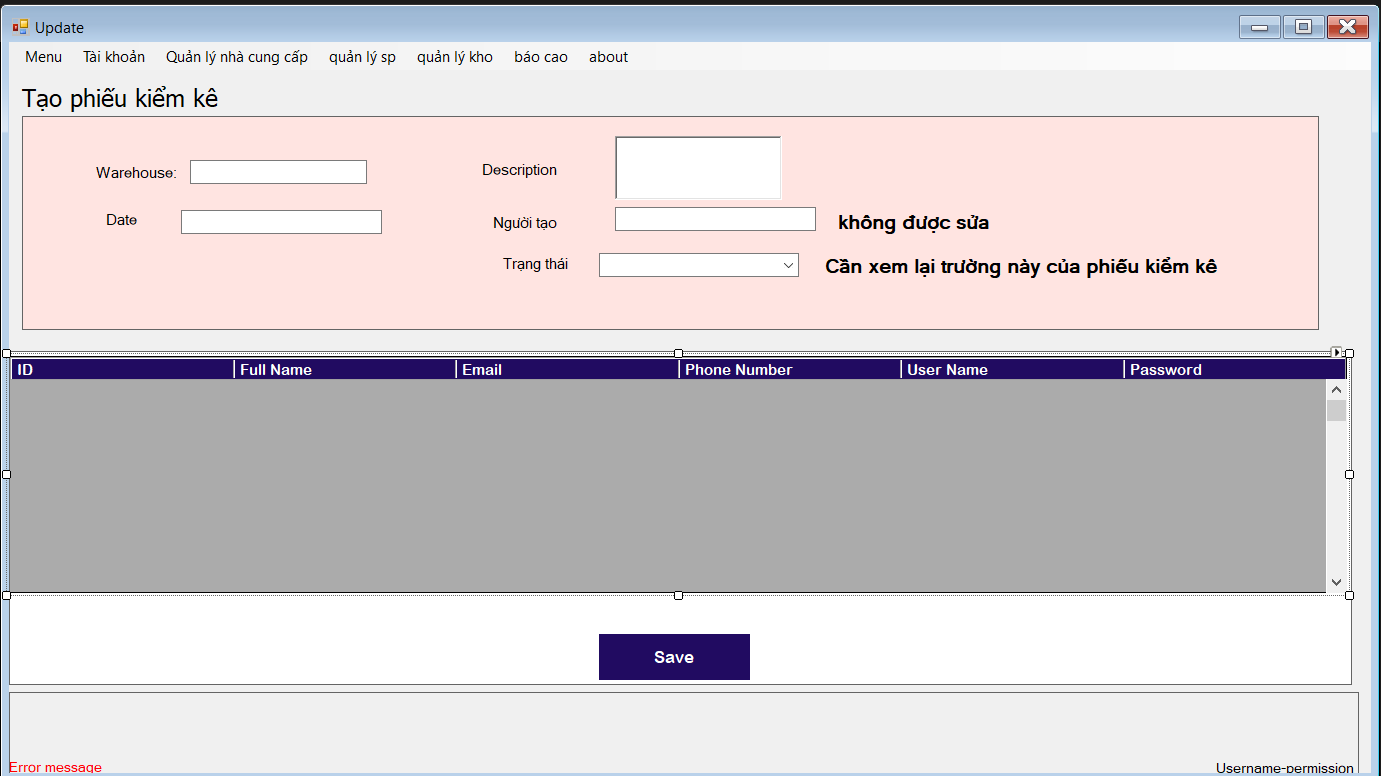 Update
Menu Tài khoản Quản lý nhà cung cấp quản lý sp quản lý kho báo cao about
Tạo phiếu kiểm kê
Warehouse:
Description
Date
Người tạo
không được sửa
Trạng thái
Cần xem lại trường này của phiếu kiểm kê
ID Full Name Email Phone Number User Name Password
Save
Error message
Username-permission